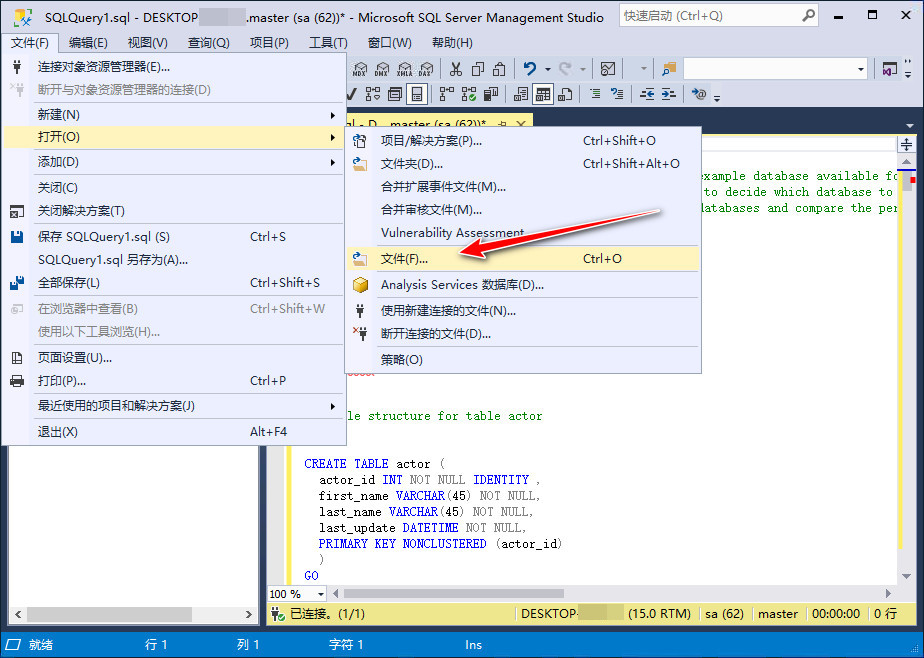 SQLQuery1.sql - DESKTOP .master (sa (62))* - Microsoft SQL Server Management Studio
快速启动 (Ctrl+Q)
文件(F) 编辑(E) 视图(V) 查询(Q) 项目(P) 工具(T) 窗口(W) 帮助(H)
连接对象资源管理器(E)...
断开与对象资源管理器的连接(D)
新建(N)
打开(O)
添加(D)
关闭(C)
关闭解决方案(T)
保存 SQLQuery1.sql (S) Ctrl+S
SQLQuery1.sql 另存为(A)...
全部保存(L) Ctrl+Shift+S
在浏览器中查看(B) Ctrl+Shift+W
使用以下工具浏览(H)...
页面设置(U)...
打印(P)... Ctrl+P
最近使用的项目和解决方案(J)
退出(X) Alt+F4
MDX DMX XMLA DAX
master (sa (62))*
项目/解决方案(P)... Ctrl+Shift+O
文件夹(D)... Ctrl+Shift+Alt+O
合并扩展事件文件(M)...
合并审核文件(M)...
Vulnerability Assessment
文件(F)... Ctrl+O
Analysis Services 数据库(D)...
使用新建连接的文件(N)...
断开连接的文件(D)...
策略(O)
example database available fo
to decide which database to
databases and compare the per
le structure for table actor
CREATE TABLE actor (
actor_id INT NOT NULL IDENTITY ,
first_name VARCHAR(45) NOT NULL,
last_name VARCHAR(45) NOT NULL,
last_update DATETIME NOT NULL,
PRIMARY KEY NONCLUSTERED (actor_id)
)
GO
100 %
已连接。(1/1) DESKTOP- (15.0 RTM) sa (62) master 00:00:00 0 行
就绪 行 1 列 1 字符 1 Ins